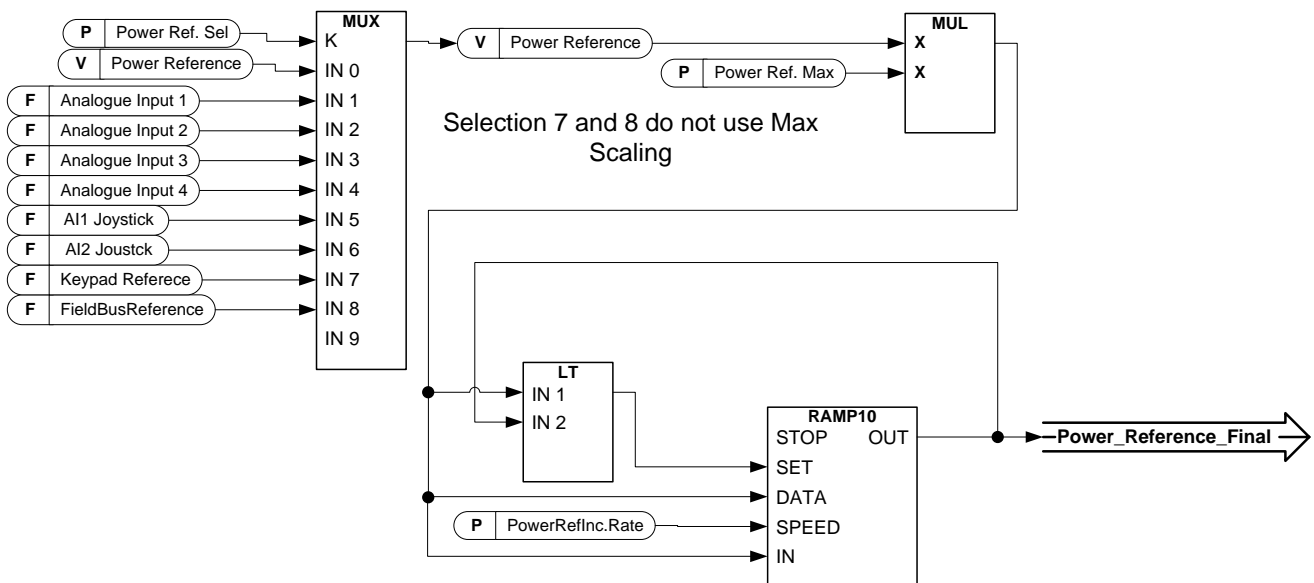 MUX
P Power Ref. Sel
K
V Power Reference
IN 0
F Analogue Input 1
IN 1
F Analogue Input 2
IN 2
F Analogue Input 3
IN 3
F Analogue Input 4
IN 4
F AI1 Joystick
IN 5
F AI2 Joustck
IN 6
F Keypad Referece
IN 7
F FieldBusReference
IN 8
IN 9
V Power Reference
P Power Ref. Max
MUL
X
X
Selection 7 and 8 do not use Max
Scaling
LT
IN 1
IN 2
RAMP10
STOP OUT
SET
DATA
P PowerRefInc.Rate
SPEED
IN
Power_Reference_Final